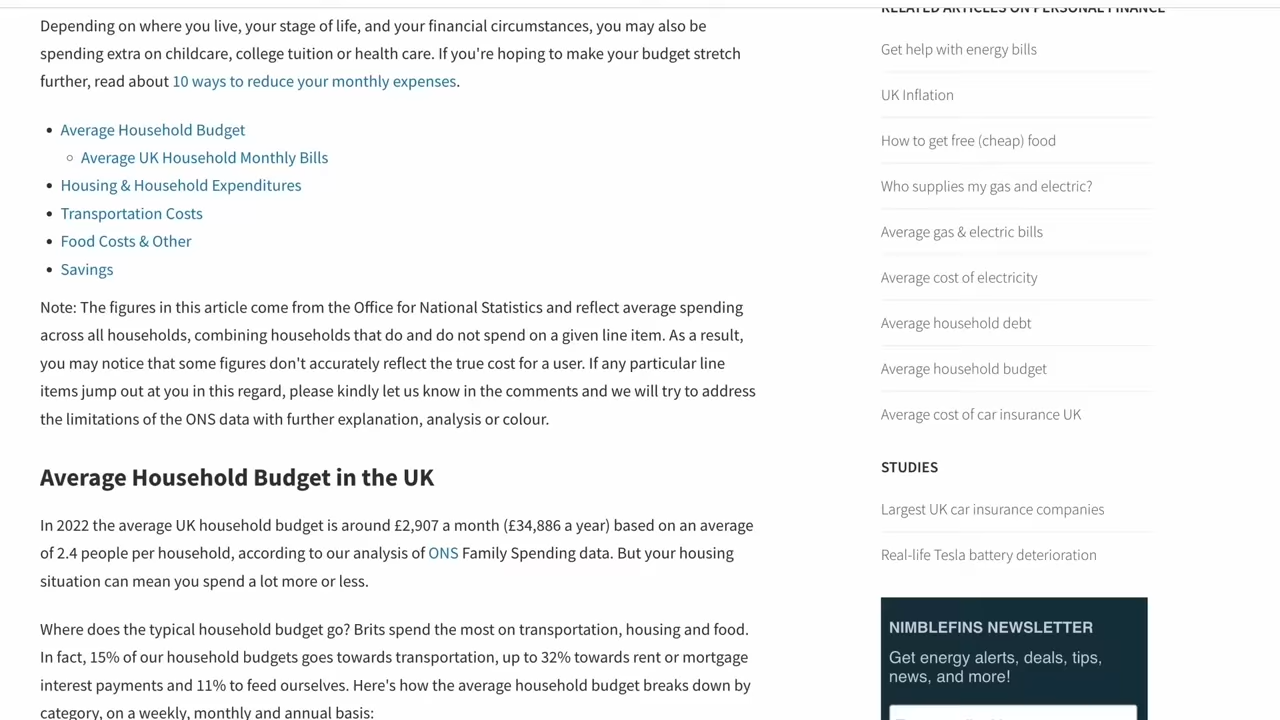 Depending on where you live, your stage of life, and your financial circumstances, you may also be
spending extra on childcare, college tuition or health care. If you're hoping to make your budget stretch
further, read about 10 ways to reduce your monthly expenses.
Average Household Budget
Average UK Household Monthly Bills
Housing & Household Expenditures
Transportation Costs
Food Costs & Other
Savings
Note: The figures in this article come from the Office for National Statistics and reflect average spending
across all households, combining households that do and do not spend on a given line item. As a result,
you may notice that some figures don't accurately reflect the true cost for a user. If any particular line
items jump out at you in this regard, please kindly let us know in the comments and we will try to address
the limitations of the ONS data with further explanation, analysis or colour.
Average Household Budget in the UK
In 2022 the average UK household budget is around £2,907 a month (£34,886 a year) based on an average
of 2.4 people per household, according to our analysis of ONS Family Spending data. But your housing
situation can mean you spend a lot more or less.
Where does the typical household budget go? Brits spend the most on transportation, housing and food.
In fact, 15% of our household budgets goes towards transportation, up to 32% towards rent or mortgage
interest payments and 11% to feed ourselves. Here's how the average household budget breaks down by
category, on a weekly, monthly and annual basis:
RELATED ARTICLES ON PERSONAL FINANCE
Get help with energy bills
UK Inflation
How to get free (cheap) food
Who supplies my gas and electric?
Average gas & electric bills
Average cost of electricity
Average household debt
Average household budget
Average cost of car insurance UK
STUDIES
Largest UK car insurance companies
Real-life Tesla battery deterioration
NIMBLEFINS NEWSLETTER
Get energy alerts, deals, tips,
news, and more!